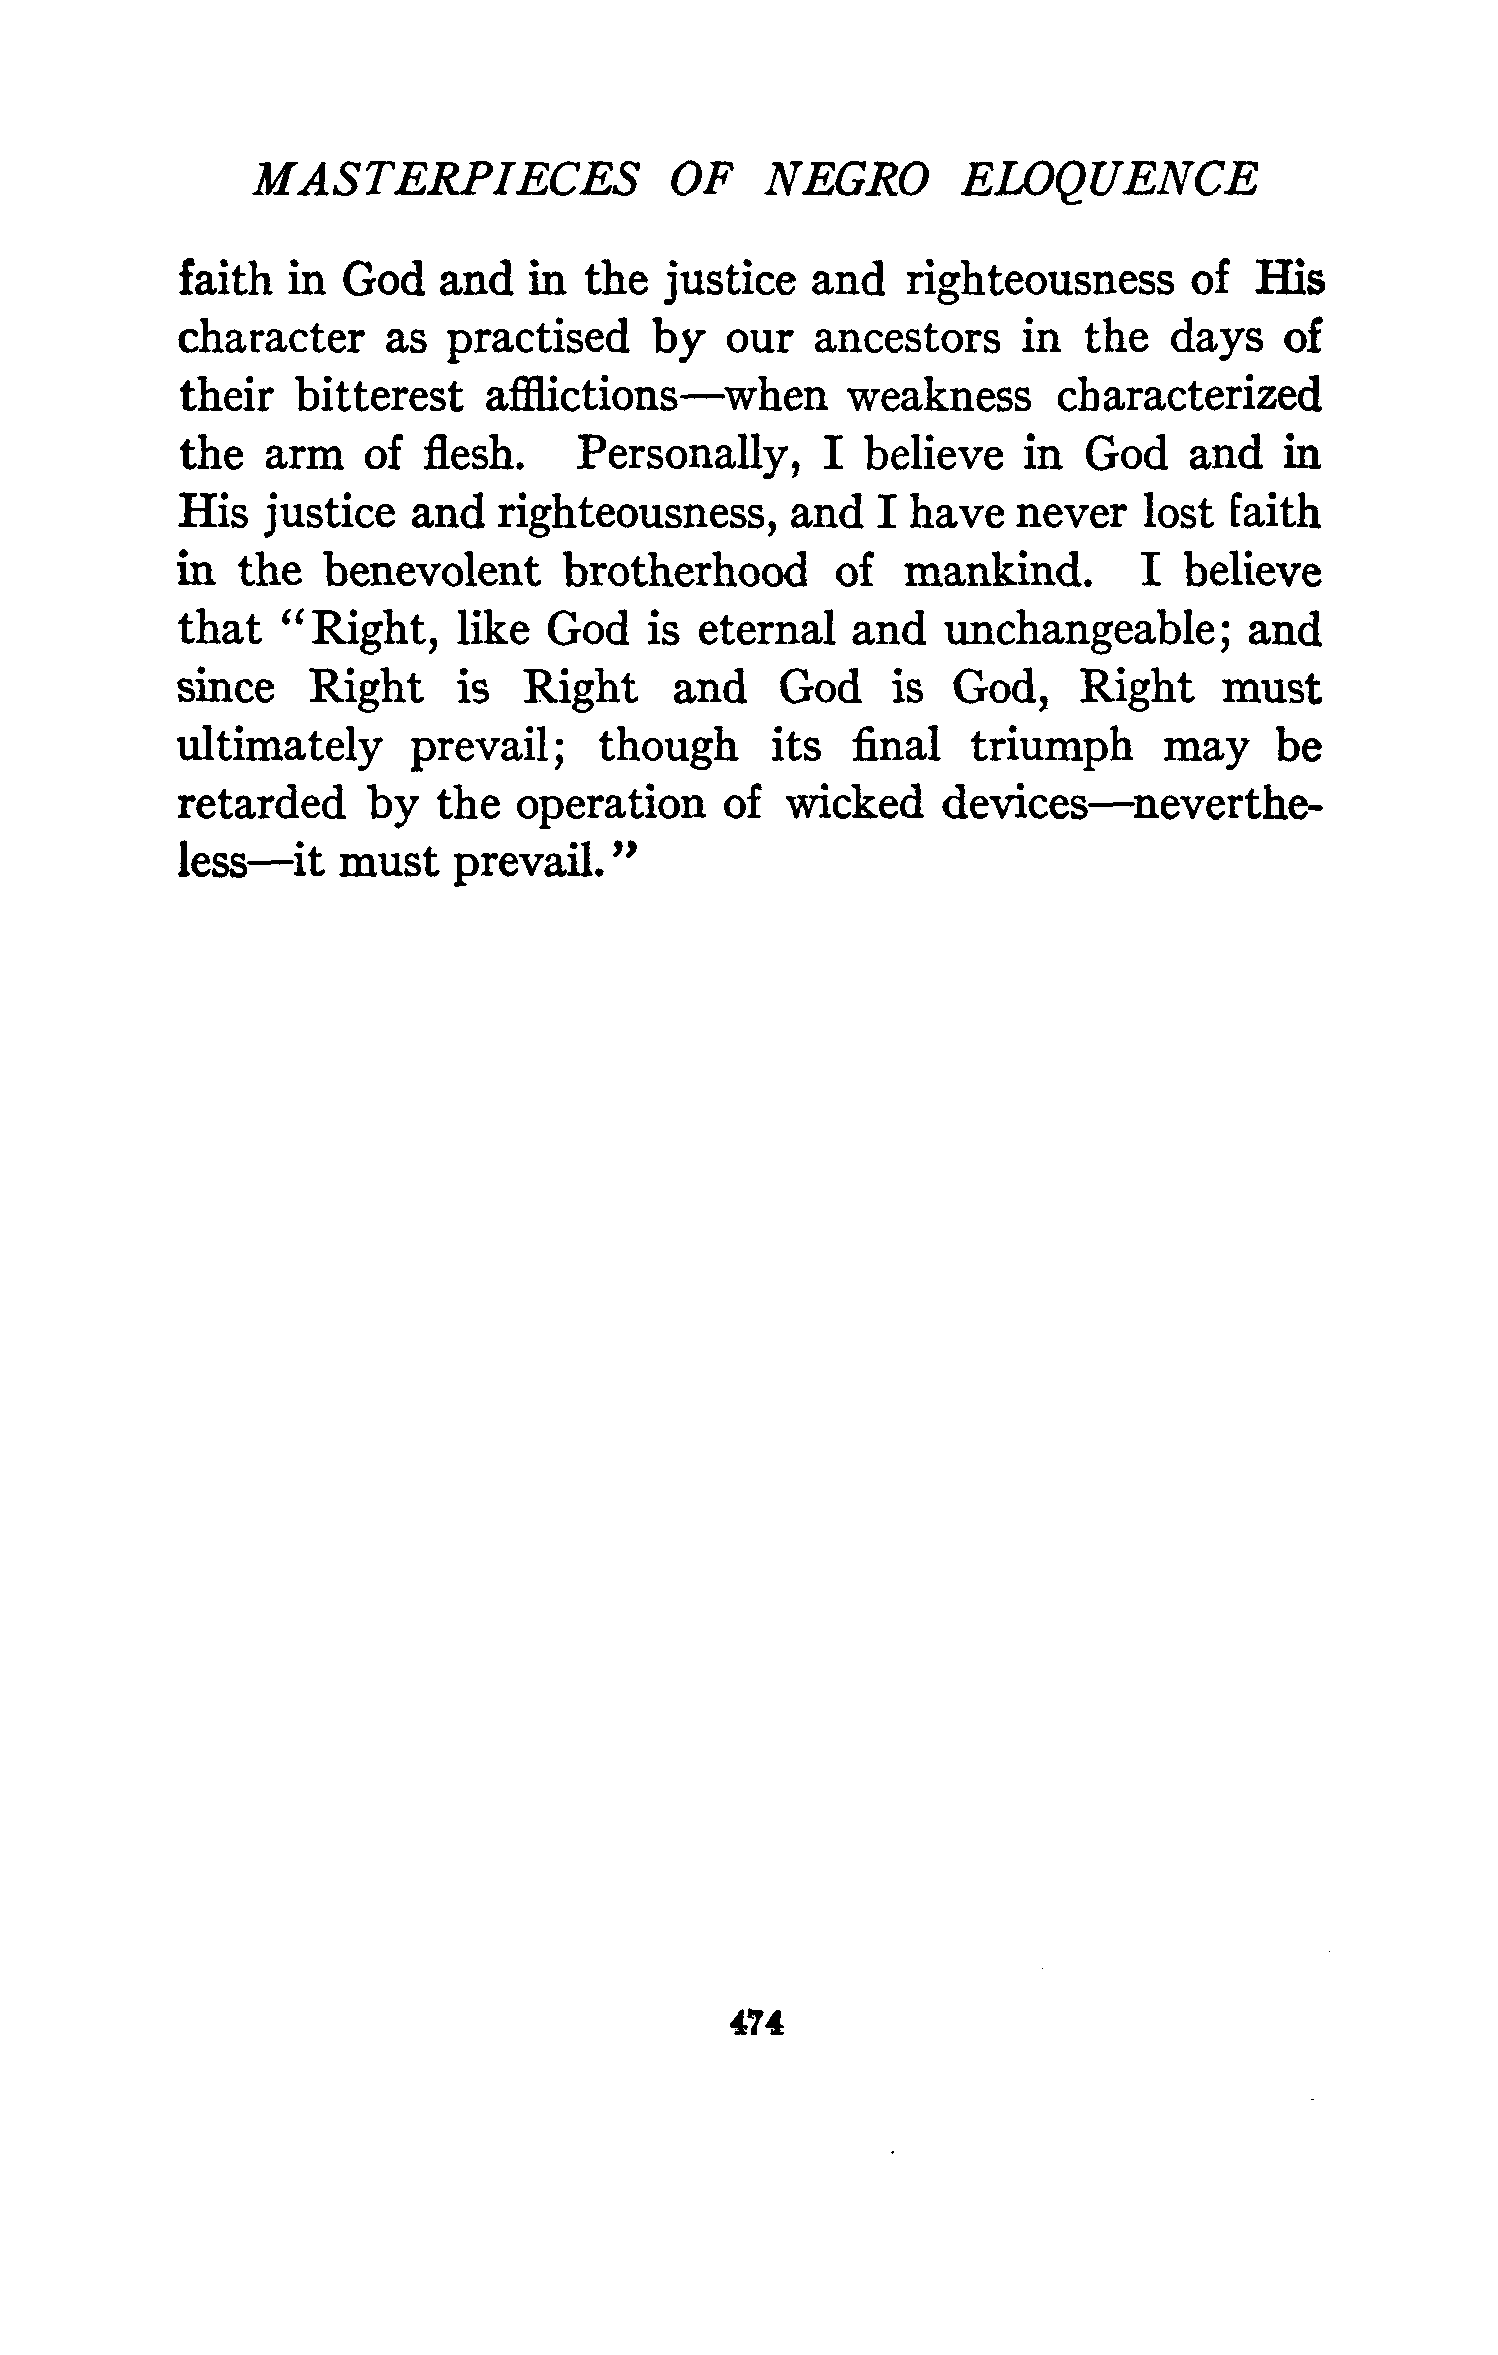 MASTERPIECES OF NEGRO ELOQUENCE
faith in God and in the justice and righteousness of His
character as practised by our ancestors in the days of
their bitterest afflictions—when weakness characterized
the arm of flesh. Personally, I believe in God and in
His justice and righteousness, and I have never lost faith
in the benevolent brotherhood of mankind. I believe
that "Right, like God is eternal and unchangeable; and
since Right is Right and God is God, Right must
ultimately prevail; though its final triumph may be
retarded by the operation of wicked devices—neverthe-
less—it must prevail."
474